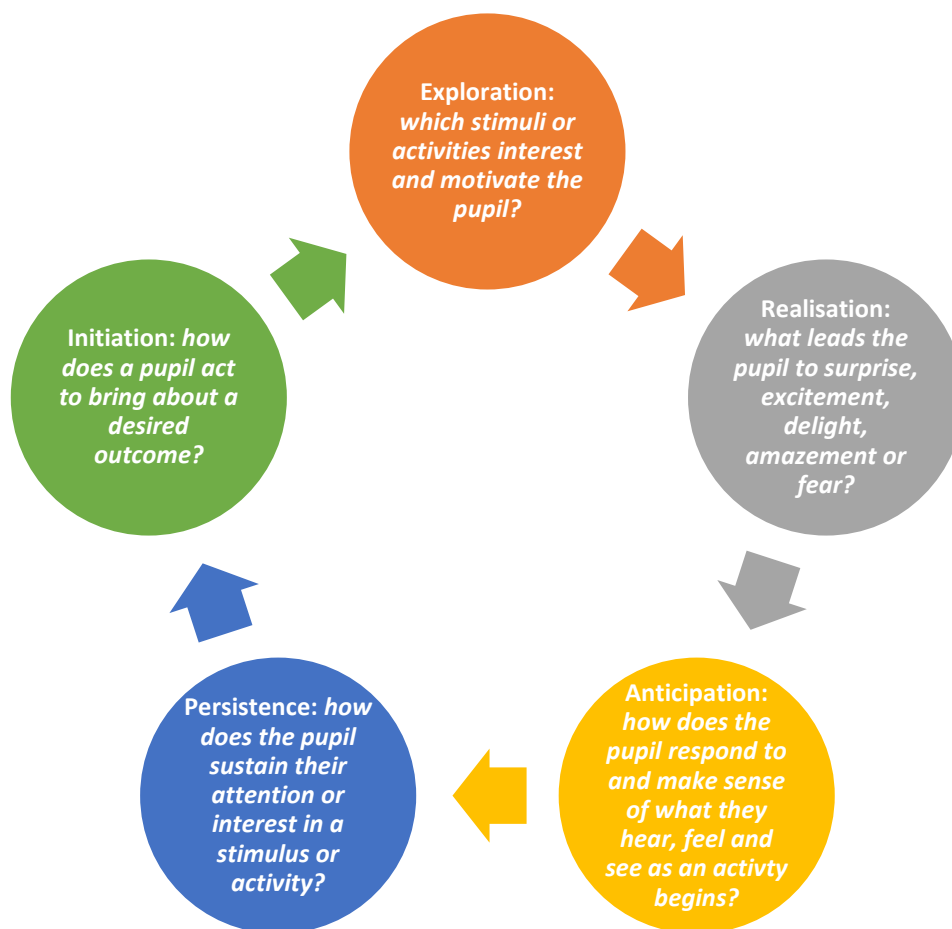 Exploration:
which stimuli or
activities interest
and motivate the
pupil?
Realisation:
what leads the
pupil to surprise,
excitement,
delight,
amazement or
fear?
Anticipation:
how does the
pupil respond to
and make sense
of what they
hear, feel and
see as an activty
begins?
Persistence: how
does the pupil
sustain their
attention or
interest in a
stimulus or
activity?
Initiation: how
does a pupil act
to bring about a
desired
outcome?